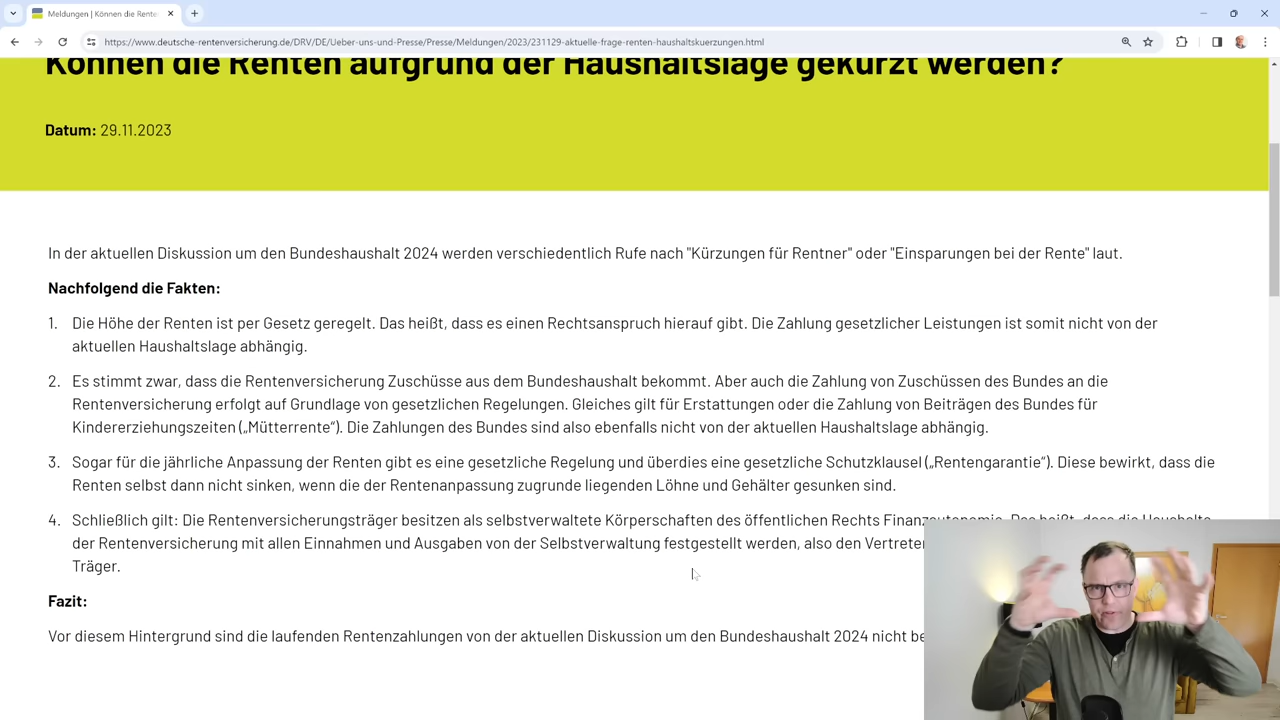 Meldungen | Können die Rente
https://www.deutsche-rentenversicherung.de/DRV/DE/Ueber-uns-und-Presse/Presse/Meldungen/2023/231129-aktuelle-frage-renten-haushaltskuerzungen.html
Können die Renten aufgrund der Haushaltslage gekürzt werden?
Datum: 29.11.2023
In der aktuellen Diskussion um den Bundeshaushalt 2024 werden verschiedentlich Rufe nach "Kürzungen für Rentner" oder "Einsparungen bei der Rente" laut.
Nachfolgend die Fakten:
1. Die Höhe der Renten ist per Gesetz geregelt. Das heißt, dass es einen Rechtsanspruch hierauf gibt. Die Zahlung gesetzlicher Leistungen ist somit nicht von der
aktuellen Haushaltslage abhängig.
2. Es stimmt zwar, dass die Rentenversicherung Zuschüsse aus dem Bundeshaushalt bekommt. Aber auch die Zahlung von Zuschüssen des Bundes an die
Rentenversicherung erfolgt auf Grundlage von gesetzlichen Regelungen. Gleiches gilt für Erstattungen oder die Zahlung von Beiträgen des Bundes für
Kindererziehungszeiten („Mütterrente“). Die Zahlungen des Bundes sind also ebenfalls nicht von der aktuellen Haushaltslage abhängig.
3. Sogar für die jährliche Anpassung der Renten gibt es eine gesetzliche Regelung und überdies eine gesetzliche Schutzklausel („Rentengarantie“). Diese bewirkt, dass die
Renten selbst dann nicht sinken, wenn die der Rentenanpassung zugrunde liegenden Löhne und Gehälter gesunken sind.
4. Schließlich gilt: Die Rentenversicherungsträger besitzen als selbstverwaltete Körperschaften des öffentlichen Rechts Finanzautonomie. Das heißt, dass die Haushalte
der Rentenversicherung mit allen Einnahmen und Ausgaben von der Selbstverwaltung festgestellt werden, also den Vertreter
Träger.
Fazit:
Vor diesem Hintergrund sind die laufenden Rentenzahlungen von der aktuellen Diskussion um den Bundeshaushalt 2024 nicht be